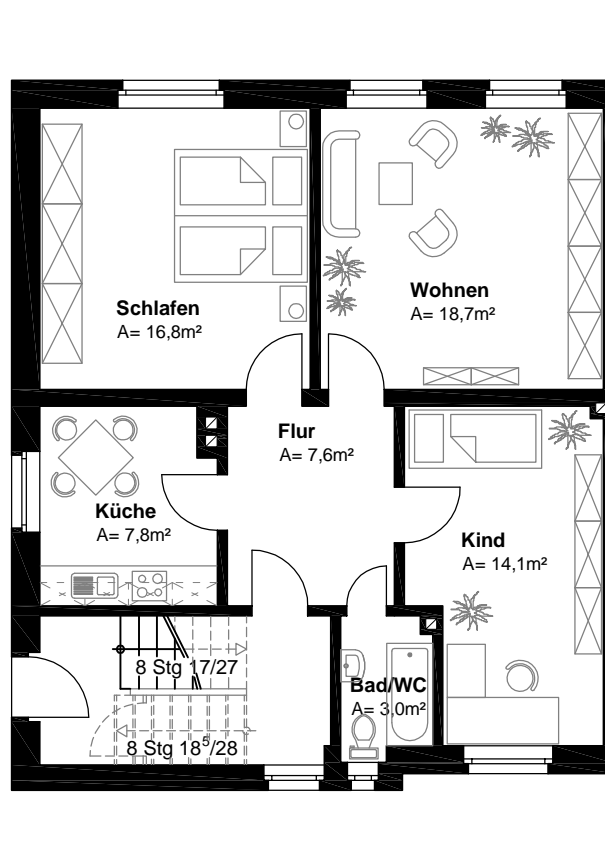 Schlafen
A= 16,8m²
Wohnen
A= 18,7m²
Flur
A= 7,6m²
Küche
A= 7,8m²
Kind
A= 14,1m²
8 Stg 17/27
Bad/WC
A= 3,0m²
8 Stg 18⁵/28